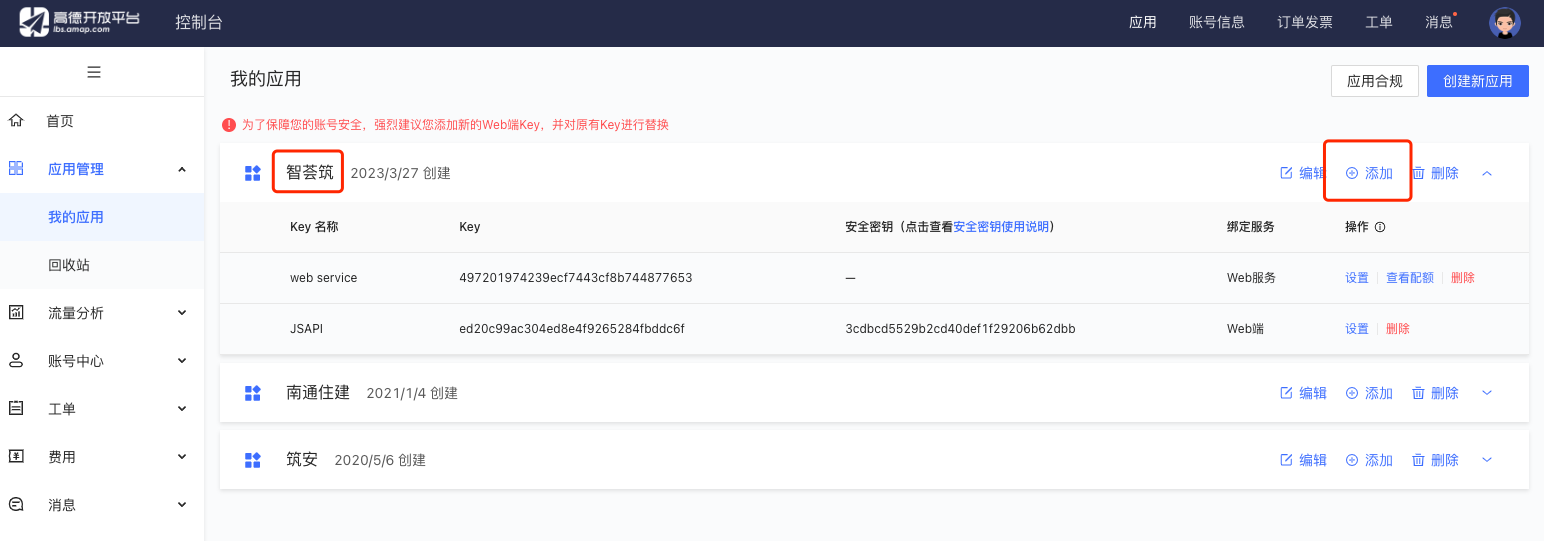 高德开放平台 控制台 应用 账号信息 订单发票 工单 消息
lbs.amap.com
我的应用 应用合规 创建新应用
首页
应用管理
我的应用
回收站
流量分析
账号中心
工单
费用
消息
为了保障您的账号安全，强烈建议您添加新的Web端Key，并对原有Key进行替换
智荟筑 2023/3/27 创建 编辑 添加 删除
Key 名称 Key 安全密钥（点击查看安全密钥使用说明） 绑定服务 操作
web service 497201974239ecf7443cf8b744877653 — Web服务 设置 查看配额 删除
JSAPI ed20c99ac304ed8e4f9265284fbddc6f 3cdbcd5529b2cd40def1f29206b62dbb Web端 设置 删除
南通住建 2021/1/4 创建 编辑 添加 删除
筑安 2020/5/6 创建 编辑 添加 删除